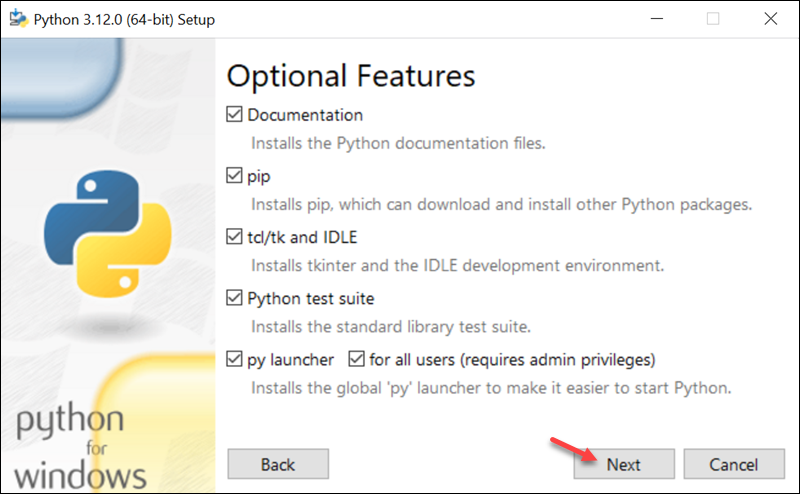 Python 3.12.0 (64-bit) Setup
Optional Features
Documentation
Installs the Python documentation files.
pip
Installs pip, which can download and install other Python packages.
tcl/tk and IDLE
Installs tkinter and the IDLE development environment.
Python test suite
Installs the standard library test suite.
py launcher for all users (requires admin privileges)
Installs the global 'py' launcher to make it easier to start Python.
python
for
windows
Back Next Cancel